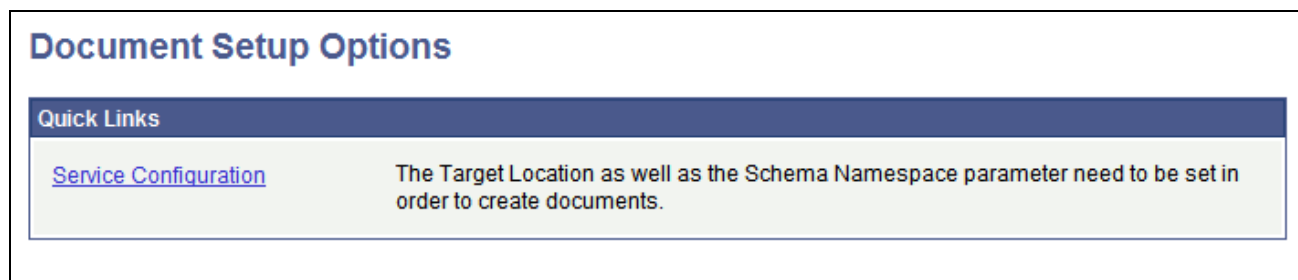 Document Setup Options
Quick Links
Service Configuration
The Target Location as well as the Schema Namespace parameter need to be set in
order to create documents.